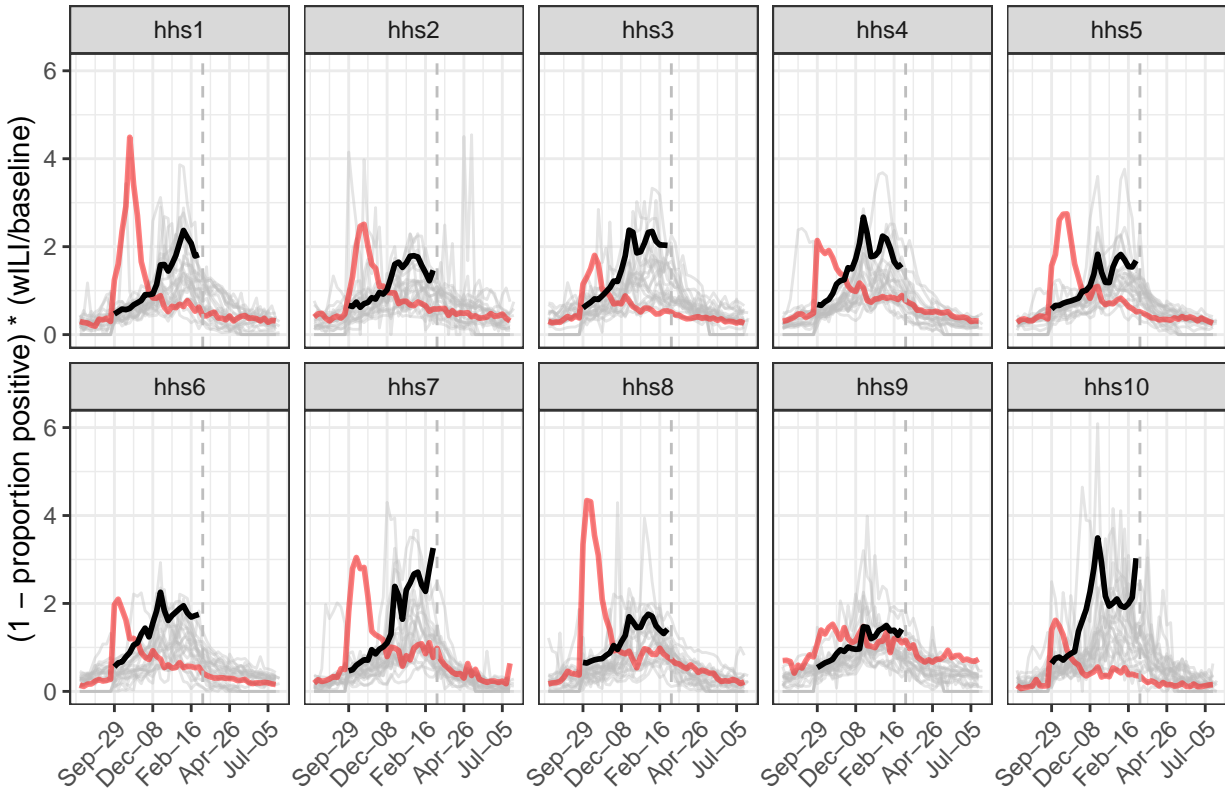 (1 − proportion positive) * (wILI/baseline)
hhs1 hhs2 hhs3 hhs4 hhs5
6
4
2
0
hhs6 hhs7 hhs8 hhs9 hhs10
6
4
2
0
Sep−29 Dec−08 Feb−16 Apr−26 Jul−05 Sep−29 Dec−08 Feb−16 Apr−26 Jul−05 Sep−29 Dec−08 Feb−16 Apr−26 Jul−05 Sep−29 Dec−08 Feb−16 Apr−26 Jul−05 Sep−29 Dec−08 Feb−16 Apr−26 Jul−05